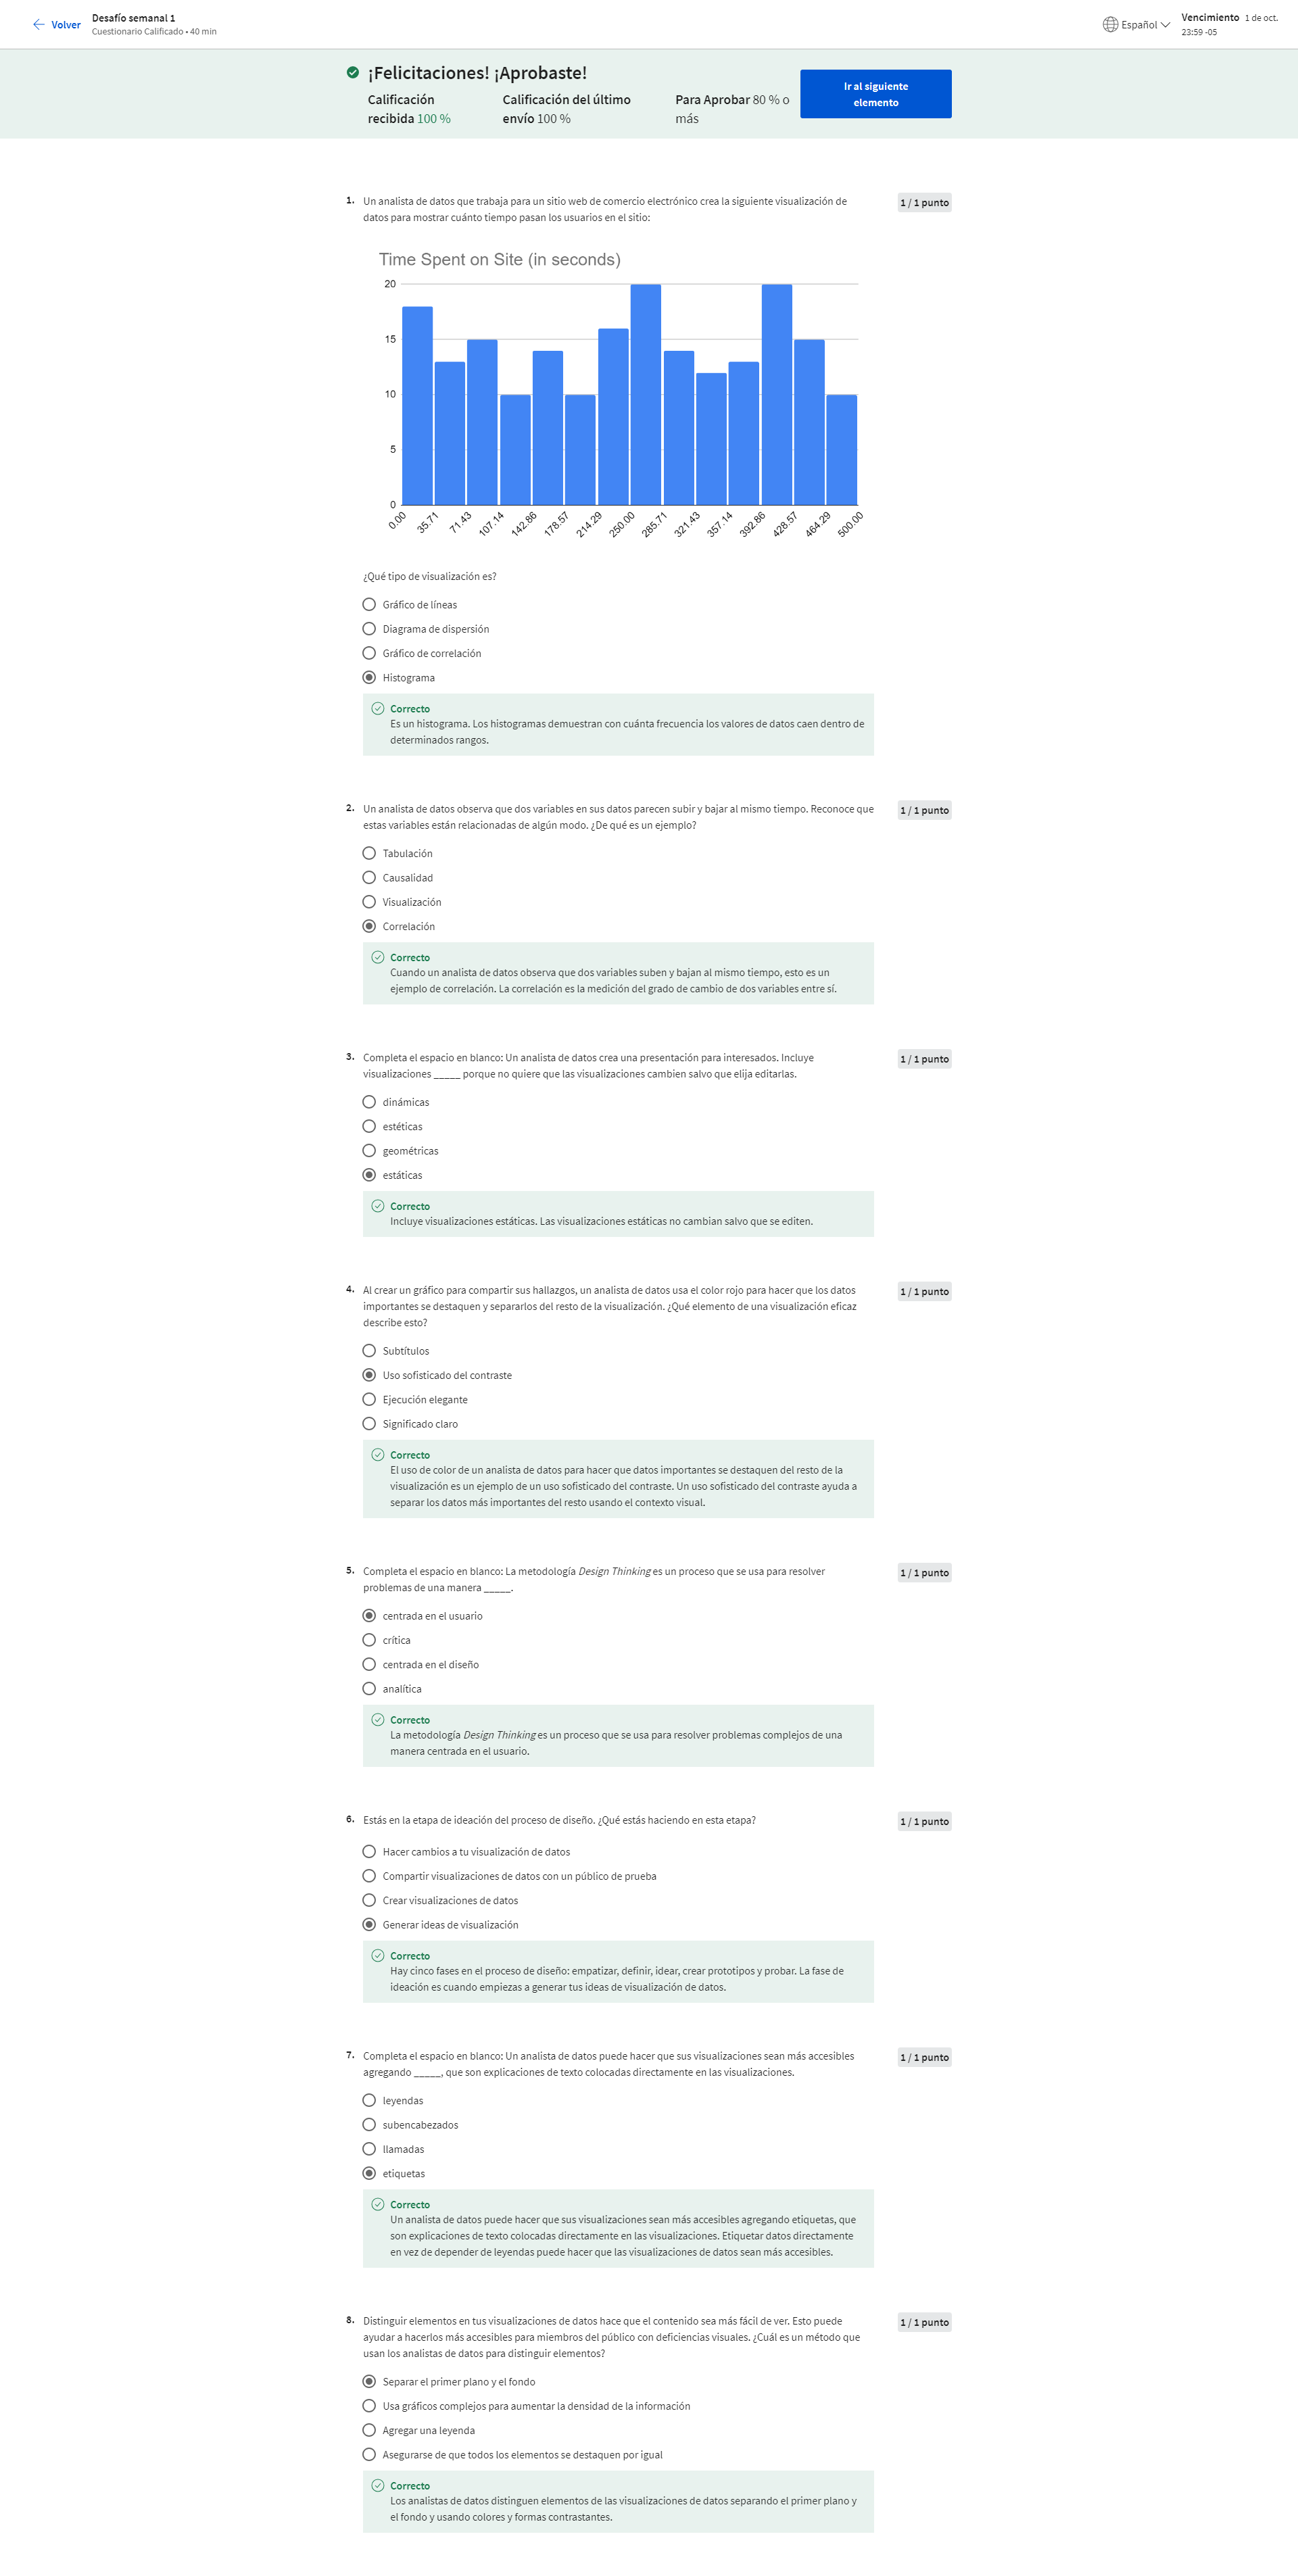 Volver
Desafío semanal 1
Cuestionario Calificado • 40 min
Español
Vencimiento 1 de oct.
23:59 -05
¡Felicitaciones! ¡Aprobaste!
Calificación
recibida 100 %
Calificación del último
envío 100 %
Para Aprobar 80 % o
más
Ir al siguiente
elemento
1. Un analista de datos que trabaja para un sitio web de comercio electrónico crea la siguiente visualización de
datos para mostrar cuánto tiempo pasan los usuarios en el sitio:
1 / 1 punto
Time Spent on Site (in seconds)
20
15
10
5
0
0.00 35.71 71.43 107.14 142.86 178.57 214.29 250.00 285.71 321.43 357.14 392.86 428.57 464.29 500.00
¿Qué tipo de visualización es?
Gráfico de líneas
Diagrama de dispersión
Gráfico de correlación
Histograma
Correcto
Es un histograma. Los histogramas demuestran con cuánta frecuencia los valores de datos caen dentro de
determinados rangos.
2. Un analista de datos observa que dos variables en sus datos parecen subir y bajar al mismo tiempo. Reconoce que
estas variables están relacionadas de algún modo. ¿De qué es un ejemplo?
1 / 1 punto
Tabulación
Causalidad
Visualización
Correlación
Correcto
Cuando un analista de datos observa que dos variables suben y bajan al mismo tiempo, esto es un
ejemplo de correlación. La correlación es la medición del grado de cambio de dos variables entre sí.
3. Completa el espacio en blanco: Un analista de datos crea una presentación para interesados. Incluye
visualizaciones _____ porque no quiere que las visualizaciones cambien salvo que elija editarlas.
1 / 1 punto
dinámicas
estéticas
geométricas
estáticas
Correcto
Incluye visualizaciones estáticas. Las visualizaciones estáticas no cambian salvo que se editen.
4. Al crear un gráfico para compartir sus hallazgos, un analista de datos usa el color rojo para hacer que los datos
importantes se destaquen y separarlos del resto de la visualización. ¿Qué elemento de una visualización eficaz
describe esto?
1 / 1 punto
Subtítulos
Uso sofisticado del contraste
Ejecución elegante
Significado claro
Correcto
El uso de color de un analista de datos para hacer que datos importantes se destaquen del resto de la
visualización es un ejemplo de un uso sofisticado del contraste. Un uso sofisticado del contraste ayuda a
separar los datos más importantes del resto usando el contexto visual.
5. Completa el espacio en blanco: La metodología Design Thinking es un proceso que se usa para resolver
problemas de una manera _____.
1 / 1 punto
centrada en el usuario
crítica
centrada en el diseño
analítica
Correcto
La metodología Design Thinking es un proceso que se usa para resolver problemas complejos de una
manera centrada en el usuario.
6. Estás en la etapa de ideación del proceso de diseño. ¿Qué estás haciendo en esta etapa?
1 / 1 punto
Hacer cambios a tu visualización de datos
Compartir visualizaciones de datos con un público de prueba
Crear visualizaciones de datos
Generar ideas de visualización
Correcto
Hay cinco fases en el proceso de diseño: empatizar, definir, idear, crear prototipos y probar. La fase de
ideación es cuando empiezas a generar tus ideas de visualización de datos.
7. Completa el espacio en blanco: Un analista de datos puede hacer que sus visualizaciones sean más accesibles
agregando _____, que son explicaciones de texto colocadas directamente en las visualizaciones.
1 / 1 punto
leyendas
subencabezados
llamadas
etiquetas
Correcto
Un analista de datos puede hacer que sus visualizaciones sean más accesibles agregando etiquetas, que
son explicaciones de texto colocadas directamente en las visualizaciones. Etiquetar datos directamente
en vez de depender de leyendas puede hacer que las visualizaciones de datos sean más accesibles.
8. Distinguir elementos en tus visualizaciones de datos hace que el contenido sea más fácil de ver. Esto puede
ayudar a hacerlos más accesibles para miembros del público con deficiencias visuales. ¿Cuál es un método que
usan los analistas de datos para distinguir elementos?
1 / 1 punto
Separar el primer plano y el fondo
Usa gráficos complejos para aumentar la densidad de la información
Agregar una leyenda
Asegurarse de que todos los elementos se destaquen por igual
Correcto
Los analistas de datos distinguen elementos de las visualizaciones de datos separando el primer plano y
el fondo y usando colores y formas contrastantes.